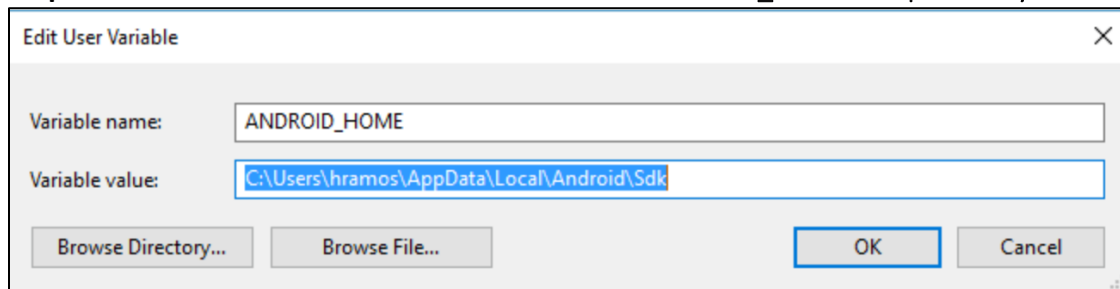 Edit User Variable
Variable name: ANDROID_HOME
Variable value: C:\Users\hramos\AppData\Local\Android\Sdk
Browse Directory... Browse File... OK Cancel